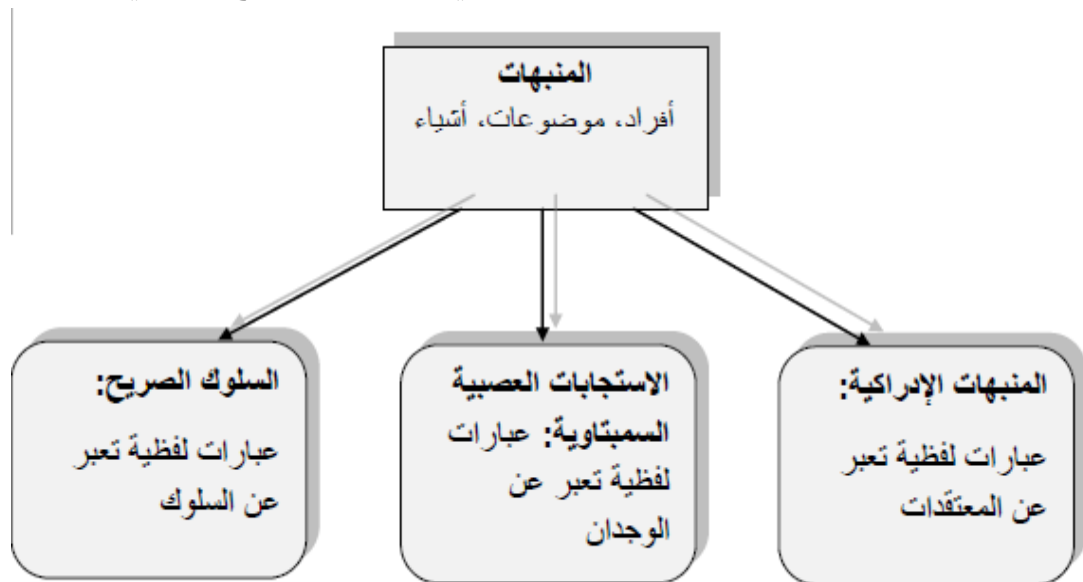 المنبهات
أفراد، موضوعات، أشياء
المنبهات الإدراكية:
عبارات لفظية تعبر
عن المعتقدات
الاستجابات العصبية
السمبتاوية: عبارات
لفظية تعبر عن
الوجدان
السلوك الصريح:
عبارات لفظية تعبر
عن السلوك